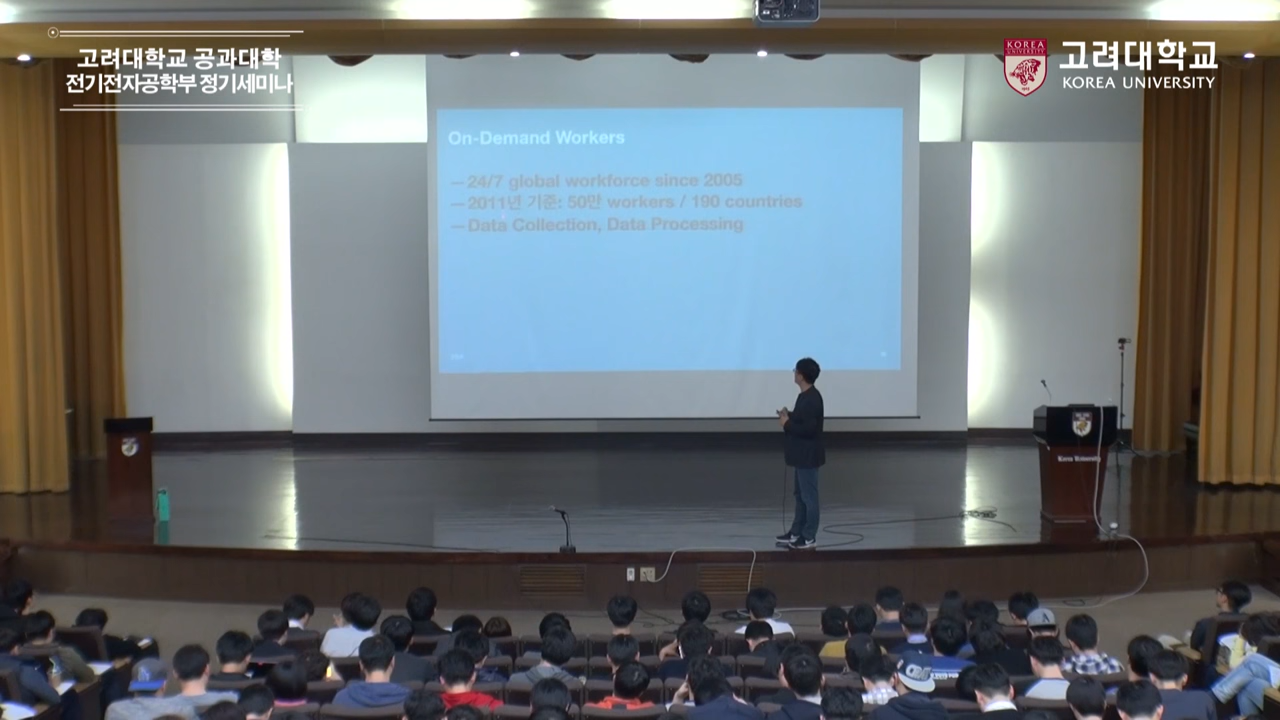 고려대학교 공과대학
전기전자공학부 정기세미나
KOREA
UNIVERSITY
고려대학교
KOREA UNIVERSITY
On-Demand Workers
—24/7 global workforce since 2005
—2011년 기준: 50만 workers / 190 countries
—Data Collection, Data Processing
Korea University